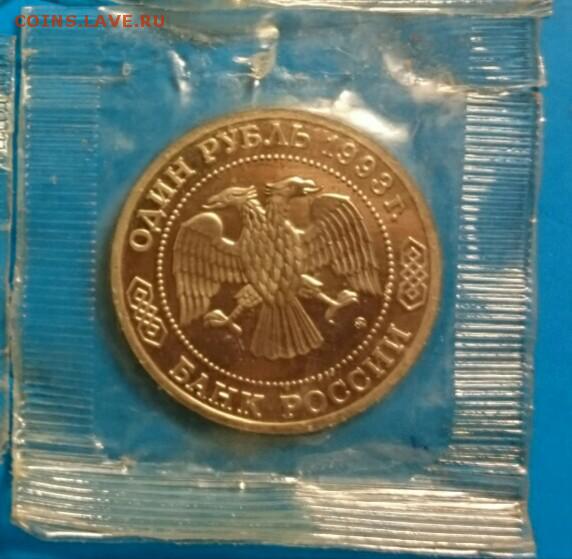 COINS.LAVE.RU
ОДИН РУБЛЬ 1993 г.
БАНК РОССИИ